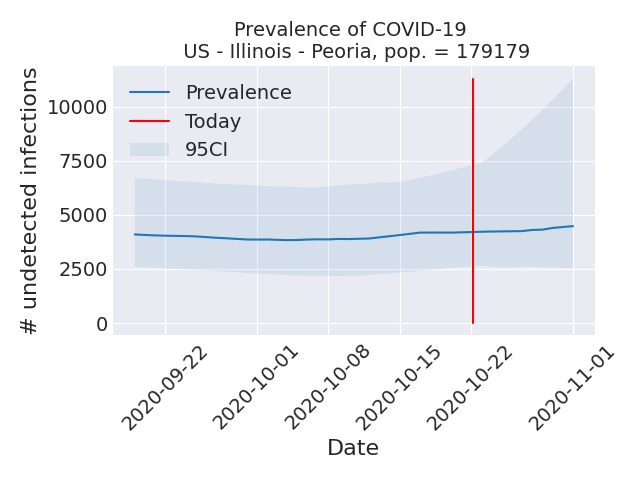 Prevalence of COVID-19
US - Illinois - Peoria, pop. = 179179
# undetected infections
10000
7500
5000
2500
0
Prevalence
Today
95CI
2020-09-22
2020-10-01
2020-10-08
2020-10-15
2020-10-22
2020-11-01
Date